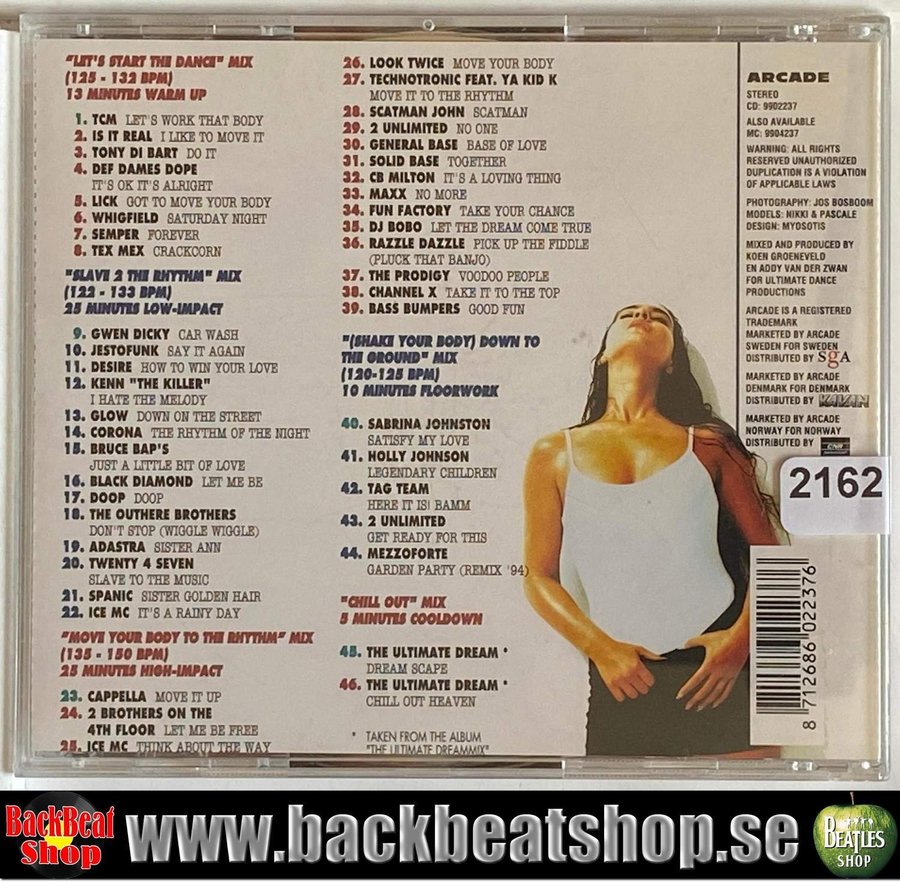 "LET'S START THE DANCE" MIX
(125 - 132 BPM)
13 MINUTES WARM UP
1. TCM LET'S WORK THAT BODY
2. IS IT REAL I LIKE TO MOVE IT
3. TONY DI BART DO IT
4. DEF DAMES DOPE
IT'S OK IT'S ALRIGHT
5. LICK GOT TO MOVE YOUR BODY
6. WHIGFIELD SATURDAY NIGHT
7. SEMPER FOREVER
8. TEX MEX CRACKCORN
"SLAVE 2 THE RHYTHM" MIX
(122 - 133 BPM)
25 MINUTES LOW-IMPACT
9. GWEN DICKY CAR WASH
10. JESTOFUNK SAY IT AGAIN
11. DESIRE HOW TO WIN YOUR LOVE
12. KENN "THE KILLER"
I HATE THE MELODY
13. GLOW DOWN ON THE STREET
14. CORONA THE RHYTHM OF THE NIGHT
15. BRUCE BAP'S
JUST A LITTLE BIT OF LOVE
16. BLACK DIAMOND LET ME BE
17. DOOP DOOP
18. THE OUTHERE BROTHERS
DON'T STOP (WIGGLE WIGGLE)
19. ADASTRA SISTER ANN
20. TWENTY 4 SEVEN
SLAVE TO THE MUSIC
21. SPANIC SISTER GOLDEN HAIR
22. ICE MC IT'S A RAINY DAY
"MOVE YOUR BODY TO THE RHYTHM" MIX
(135 - 150 BPM)
25 MINUTES HIGH-IMPACT
23. CAPPELLA MOVE IT UP
24. 2 BROTHERS ON THE
4TH FLOOR LET ME BE FREE
25. ICE MC THINK ABOUT THE WAY
26. LOOK TWICE MOVE YOUR BODY
27. TECHNOTRONIC FEAT. YA KID K
MOVE IT TO THE RHYTHM
28. SCATMAN JOHN SCATMAN
29. 2 UNLIMITED NO ONE
30. GENERAL BASE BASE OF LOVE
31. SOLID BASE TOGETHER
32. CB MILTON IT'S A LOVING THING
33. MAXX NO MORE
34. FUN FACTORY TAKE YOUR CHANCE
35. DJ BOBO LET THE DREAM COME TRUE
36. RAZZLE DAZZLE PICK UP THE FIDDLE
(PLUCK THAT BANJO)
37. THE PRODIGY VOODOO PEOPLE
38. CHANNEL X TAKE IT TO THE TOP
39. BASS BUMPERS GOOD FUN
"(SHAKE YOUR BODY) DOWN TO
THE GROUND" MIX
(120-125 BPM)
10 MINUTES FLOORWORK
40. SABRINA JOHNSTON
SATISFY MY LOVE
41. HOLLY JOHNSON
LEGENDARY CHILDREN
42. TAG TEAM
HERE IT IS! BAMM
43. 2 UNLIMITED
GET READY FOR THIS
44. MEZZOFORTE
GARDEN PARTY (REMIX '94)
"CHILL OUT" MIX
5 MINUTES COOLDOWN
45. THE ULTIMATE DREAM *
DREAM SCAPE
46. THE ULTIMATE DREAM *
CHILL OUT HEAVEN
* TAKEN FROM THE ALBUM
"THE ULTIMATE DREAMMIX"
ARCADE
STEREO
CD: 9902237
ALSO AVAILABLE
MC: 9904237
WARNING: ALL RIGHTS
RESERVED UNAUTHORIZED
DUPLICATION IS A VIOLATION
OF APPLICABLE LAWS
PHOTOGRAPHY: JOS BOSBOOM
MODELS: NIKKI & PASCALE
DESIGN: MYOSOTIS
MIXED AND PRODUCED BY
KOEN GROENEVELD
EN ADDY VAN DER ZWAN
FOR ULTIMATE DANCE
PRODUCTIONS
ARCADE IS A REGISTERED
TRADEMARK
MARKETED BY ARCADE
SWEDEN FOR SWEDEN
DISTRIBUTED BY SgA
MARKETED BY ARCADE
DENMARK FOR DENMARK
DISTRIBUTED BY KAVAN
MARKETED BY ARCADE
NORWAY FOR NORWAY
DISTRIBUTED BY CNR
2162
8 712686 022376
BackBeat
Shop
www.backbeatshop.se
BEATLES
SHOP